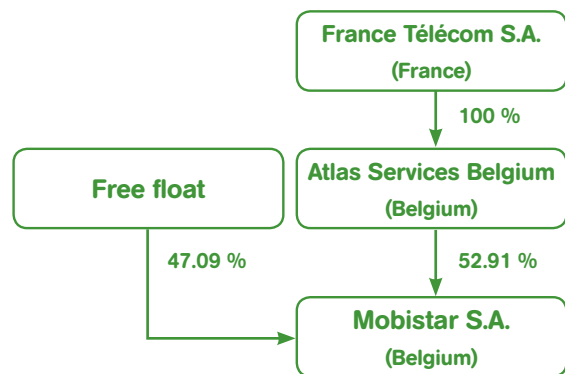 France Télécom S.A.
(France)
100 %
Free float
Atlas Services Belgium
(Belgium)
47.09 %
52.91 %
Mobistar S.A.
(Belgium)